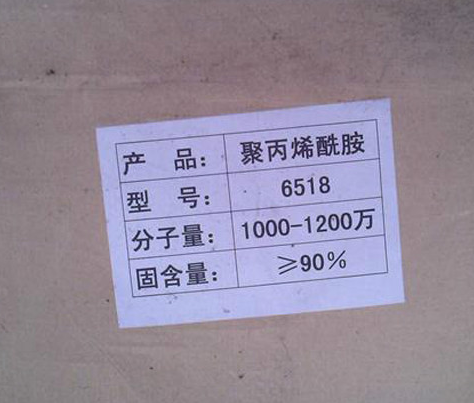 产 品: 聚丙烯酰胺
型 号: 6518
分子量: 1000-1200万
固含量: ≥90%